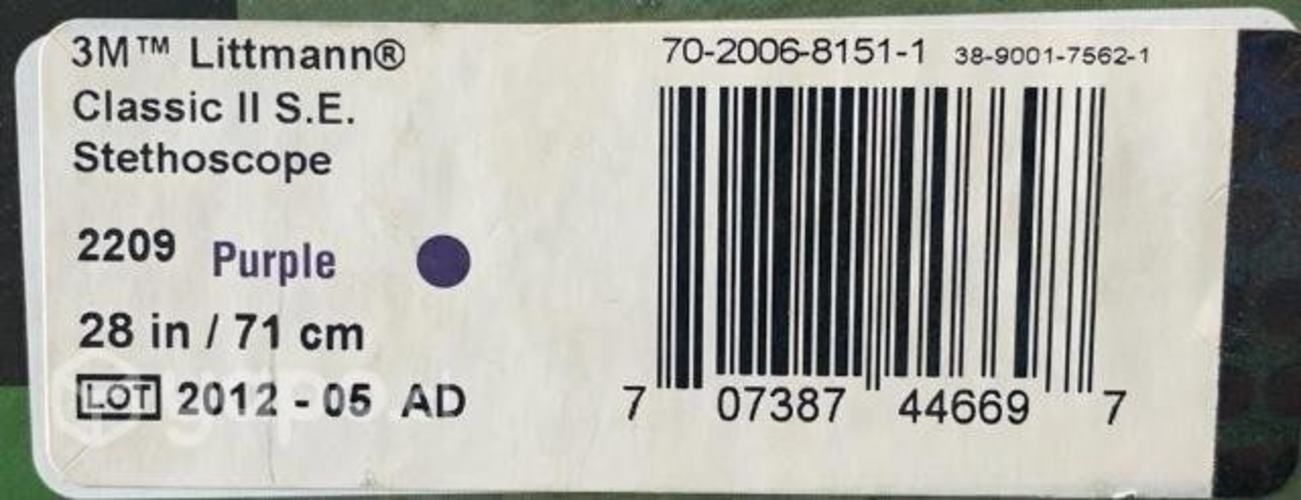 3M™ Littmann®
Classic II S.E.
Stethoscope
2209 Purple
28 in / 71 cm
LOT 2012 - 05 AD
70-2006-8151-1 38-9001-7562-1
7 07387 44669 7